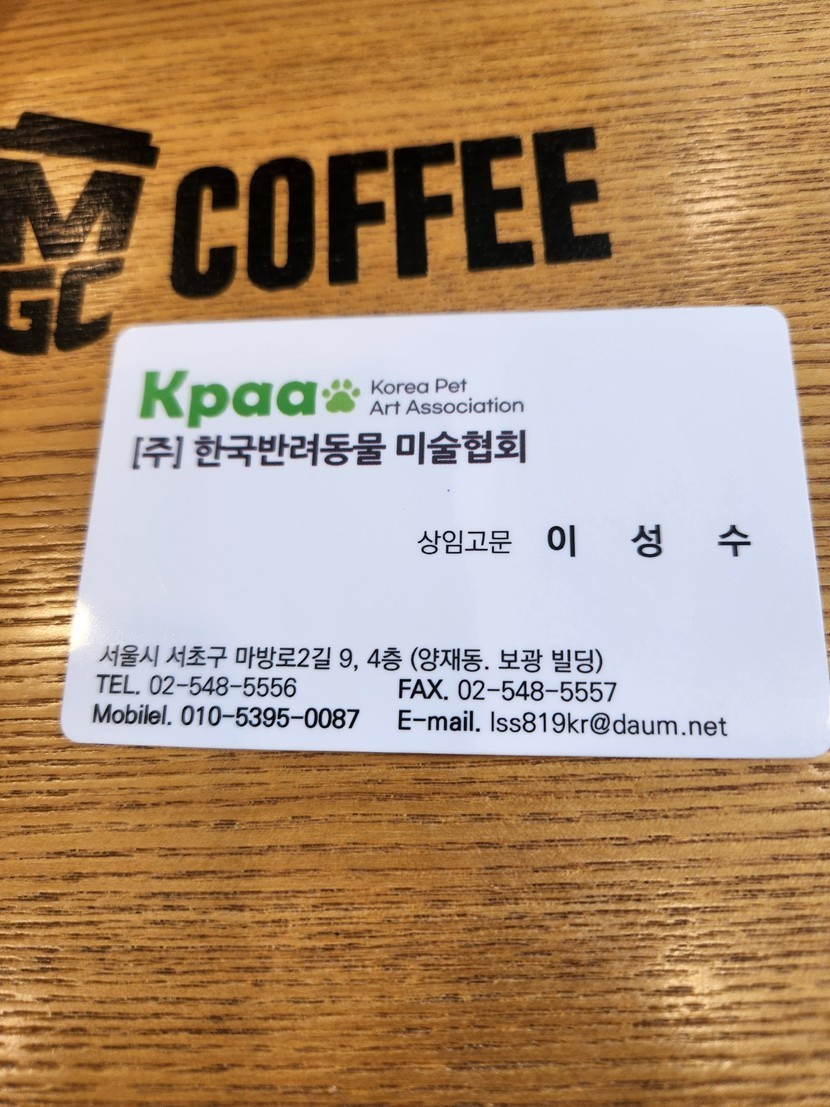 M
GC
COFFEE
Kpaa Korea Pet
Art Association
[주] 한국반려동물 미술협회
상임고문 이 성 수
서울시 서초구 마방로2길 9, 4층 (양재동. 보광 빌딩)
TEL. 02-548-5556 FAX. 02-548-5557
Mobilel. 010-5395-0087 E-mail. lss819kr@daum.net